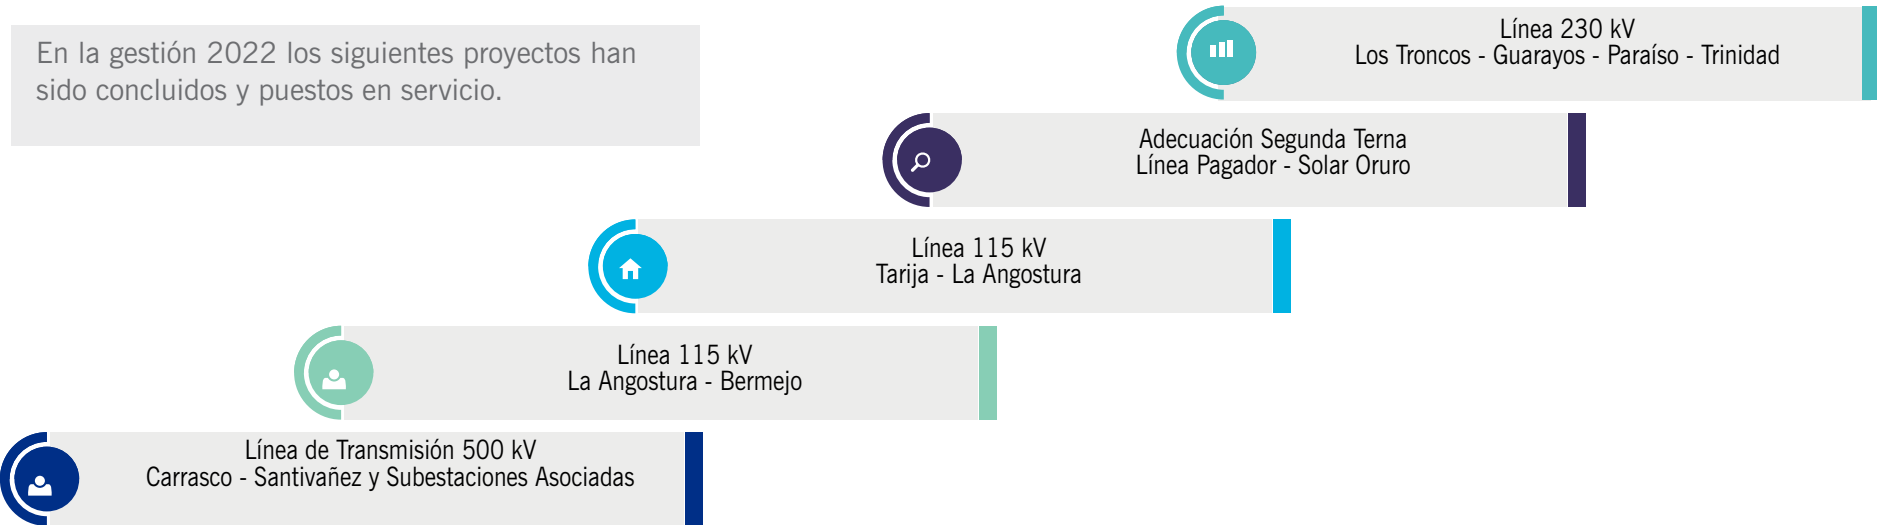 En la gestión 2022 los siguientes proyectos han
sido concluidos y puestos en servicio.
Línea 230 kV
Los Troncos - Guarayos - Paraíso - Trinidad
Adecuación Segunda Terna
Línea Pagador - Solar Oruro
Línea 115 kV
Tarija - La Angostura
Línea 115 kV
La Angostura - Bermejo
Línea de Transmisión 500 kV
Carrasco - Santivañez y Subestaciones Asociadas